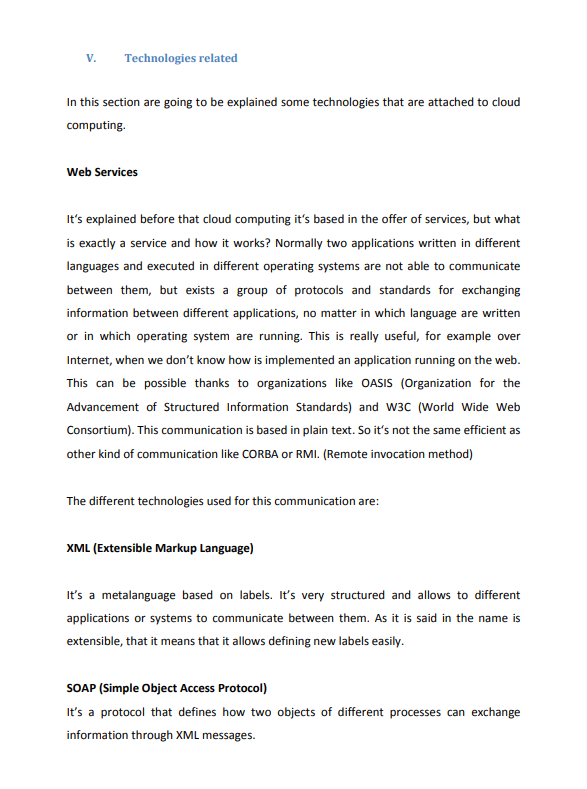 V. Technologies related
In this section are going to be explained some technologies that are attached to cloud
computing.
Web Services
It‘s explained before that cloud computing it‘s based in the offer of services, but what
is exactly a service and how it works? Normally two applications written in different
languages and executed in different operating systems are not able to communicate
between them, but exists a group of protocols and standards for exchanging
information between different applications, no matter in which language are written
or in which operating system are running. This is really useful, for example over
Internet, when we don’t know how is implemented an application running on the web.
This can be possible thanks to organizations like OASIS (Organization for the
Advancement of Structured Information Standards) and W3C (World Wide Web
Consortium). This communication is based in plain text. So it‘s not the same efficient as
other kind of communication like CORBA or RMI. (Remote invocation method)
The different technologies used for this communication are:
XML (Extensible Markup Language)
It’s a metalanguage based on labels. It’s very structured and allows to different
applications or systems to communicate between them. As it is said in the name is
extensible, that it means that it allows defining new labels easily.
SOAP (Simple Object Access Protocol)
It’s a protocol that defines how two objects of different processes can exchange
information through XML messages.